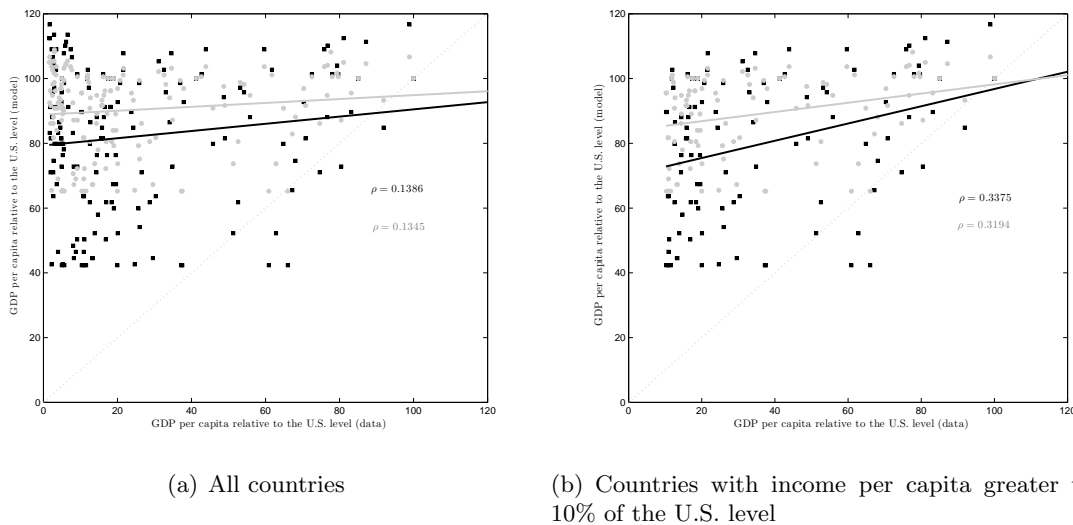 120
100
80
60
40
20
0
GDP per capita relative to the U.S. level (model)
ρ = 0.1386
ρ = 0.1345
0 20 40 60 80 100 120
GDP per capita relative to the U.S. level (data)
(a) All countries
120
100
80
60
40
20
0
GDP per capita relative to the U.S. level (model)
ρ = 0.3375
ρ = 0.3194
0 20 40 60 80 100 120
GDP per capita relative to the U.S. level (data)
(b) Countries with income per capita greater
10% of the U.S. level